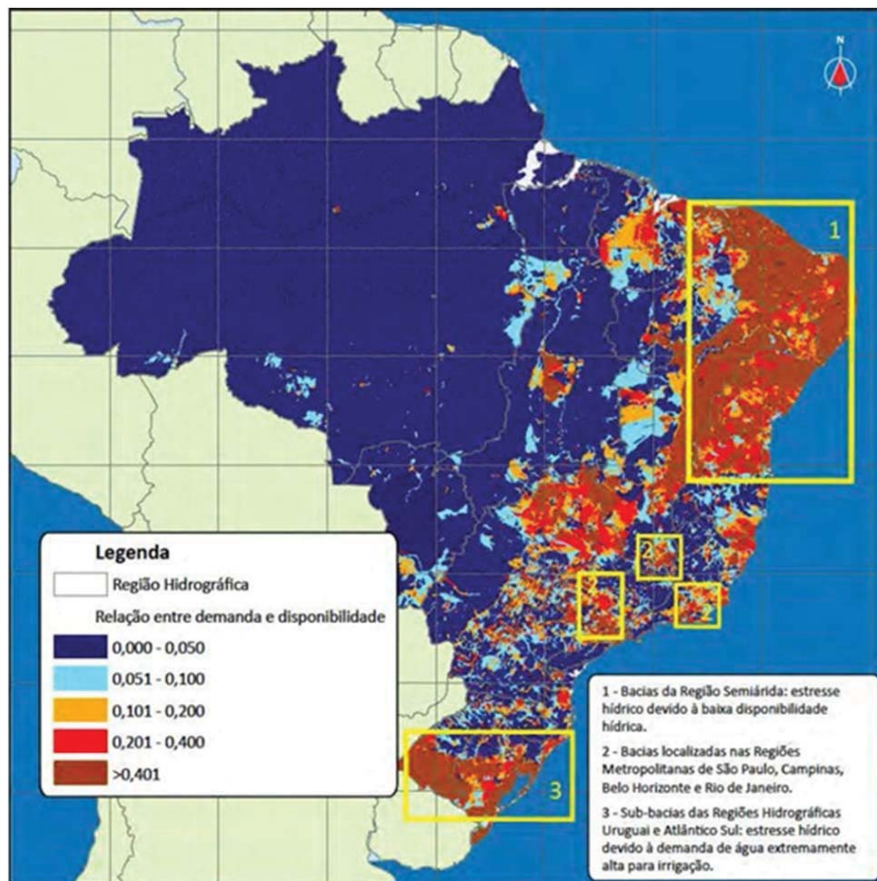 N
1
2
2
2
3
Legenda
Região Hidrográfica
Relação entre demanda e disponibilidade
0,000 - 0,050
0,051 - 0,100
0,101 - 0,200
0,201 - 0,400
>0,401
1 - Bacias da Região Semiárida: estresse
hídrico devido à baixa disponibilidade
hídrica.
2 - Bacias localizadas nas Regiões
Metropolitanas de São Paulo, Campinas,
Belo Horizonte e Rio de Janeiro.
3 - Sub-bacias das Regiões Hidrográficas
Uruguai e Atlântico Sul: estresse hídrico
devido à demanda de água extremamente
alta para irrigação.